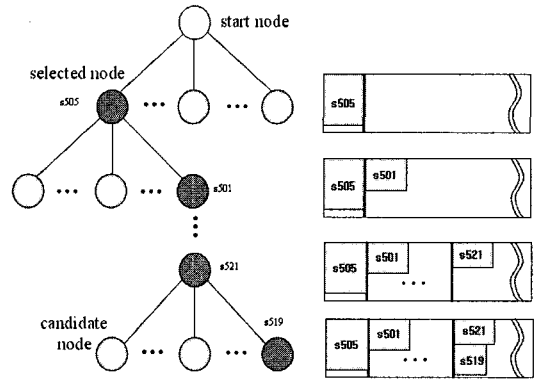 start node
selected node
s505
s505
s501
s505
s501
s521
s505
s501
s521
...
candidate
node
s519
s505
s501
s521
...
s519